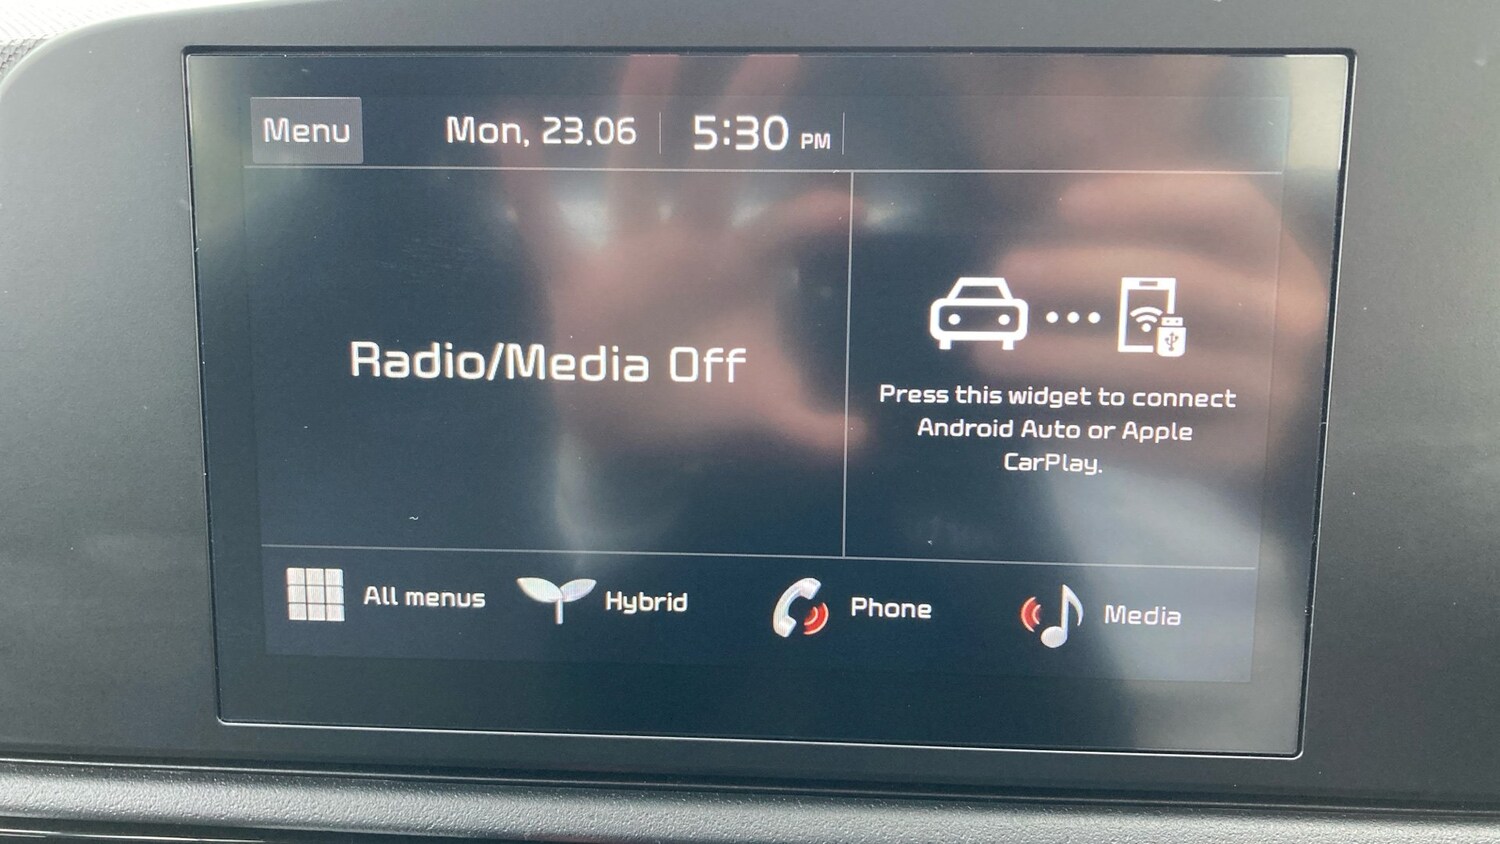 Menu
Mon, 23.06
5:30 PM
Radio/Media Off
Press this widget to connect
Android Auto or Apple
CarPlay.
All menus
Hybrid
Phone
Media